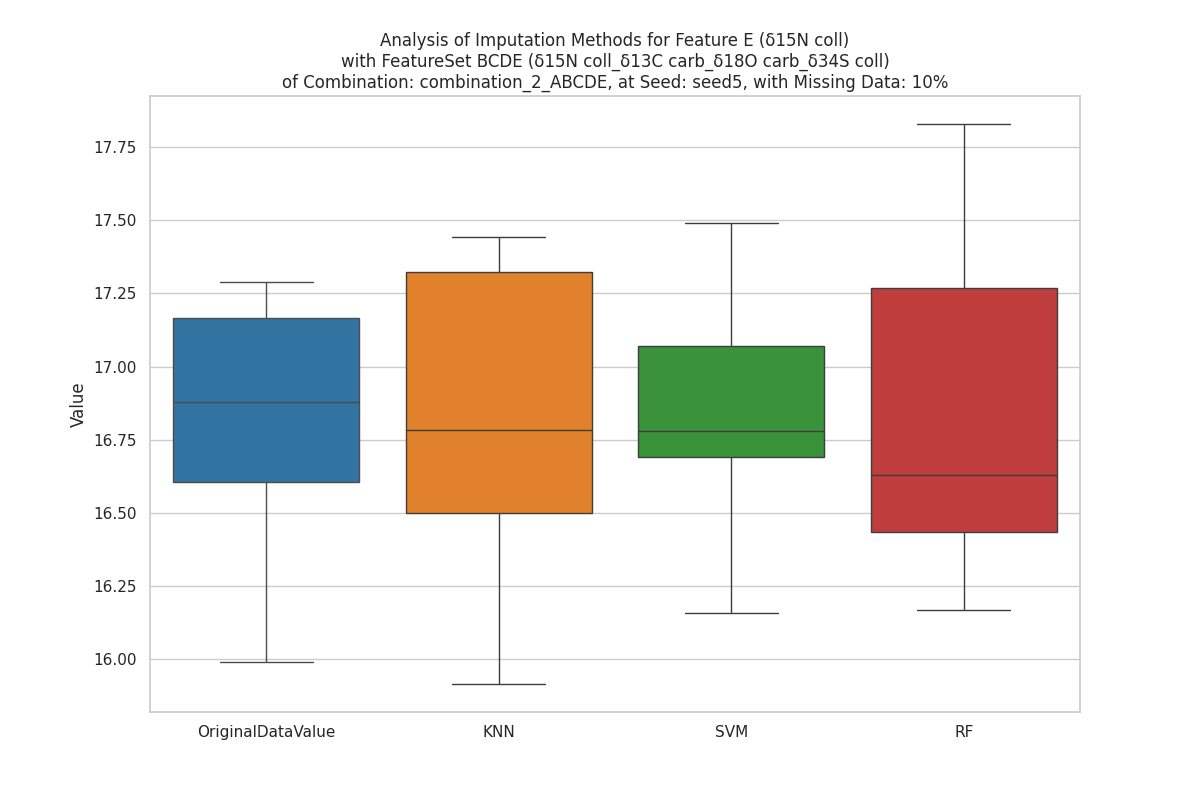 Analysis of Imputation Methods for Feature E (δ15N coll)
with FeatureSet BCDE (δ15N coll_δ13C carb_δ18O carb_δ34S coll)
of Combination: combination_2_ABCDE, at Seed: seed5, with Missing Data: 10%
17.75
17.50
17.25
17.00
16.75
16.50
16.25
16.00
Value
OriginalDataValue
KNN
SVM
RF